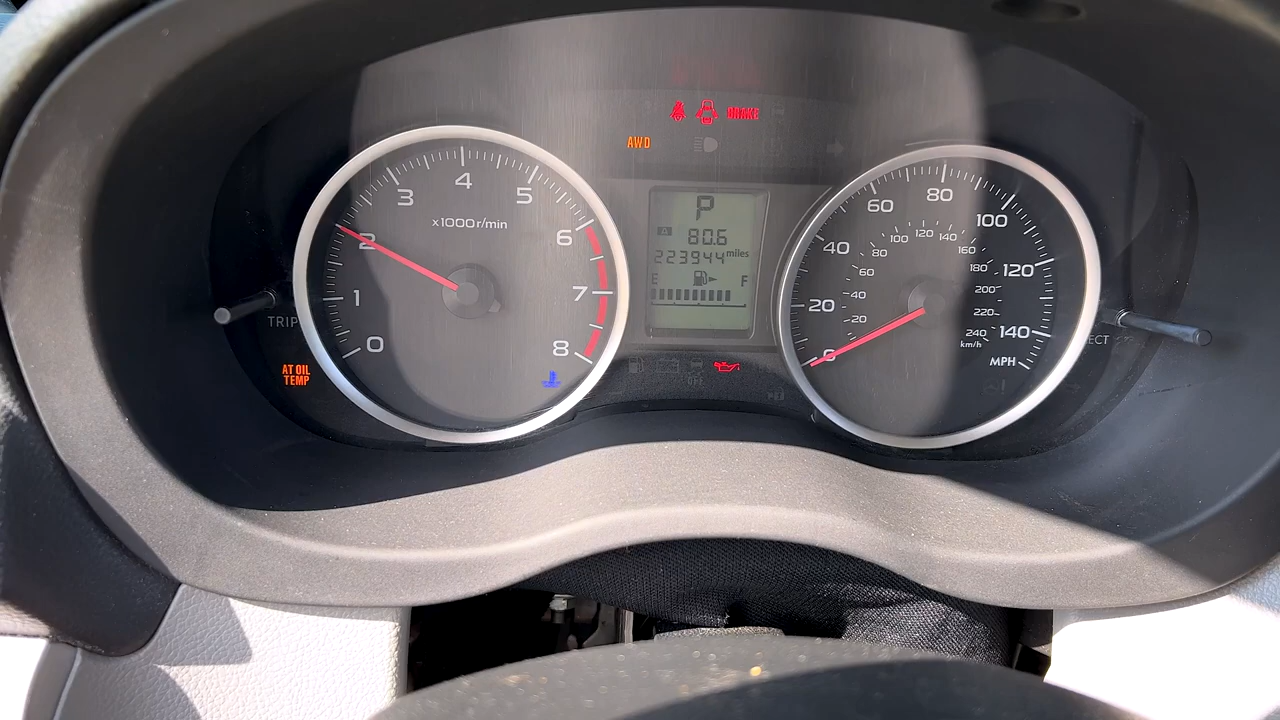 BRAKE
AWD
P
A 80.6
223944 miles
E F
0 1 2 3 4 5 6 7 8
x1000r/min
0 20 40 60 80 100 120 140
20 40 60 80 100 120 140 160 180 200 220 240
km/h
MPH
TRIP
AT OIL
TEMP
ECT
OFF